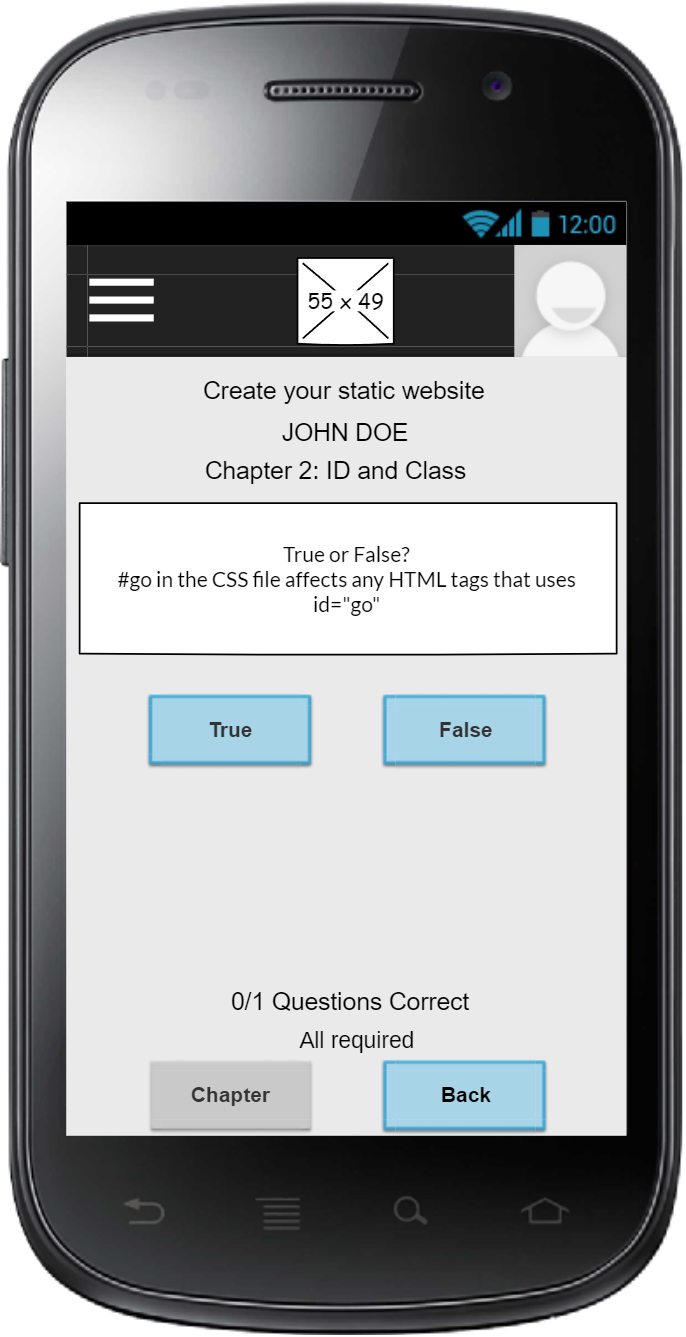 12:00
55 x 49
Create your static website
JOHN DOE
Chapter 2: ID and Class
True or False?
#go in the CSS file affects any HTML tags that uses
id="go"
True
False
0/1 Questions Correct
All required
Chapter
Back